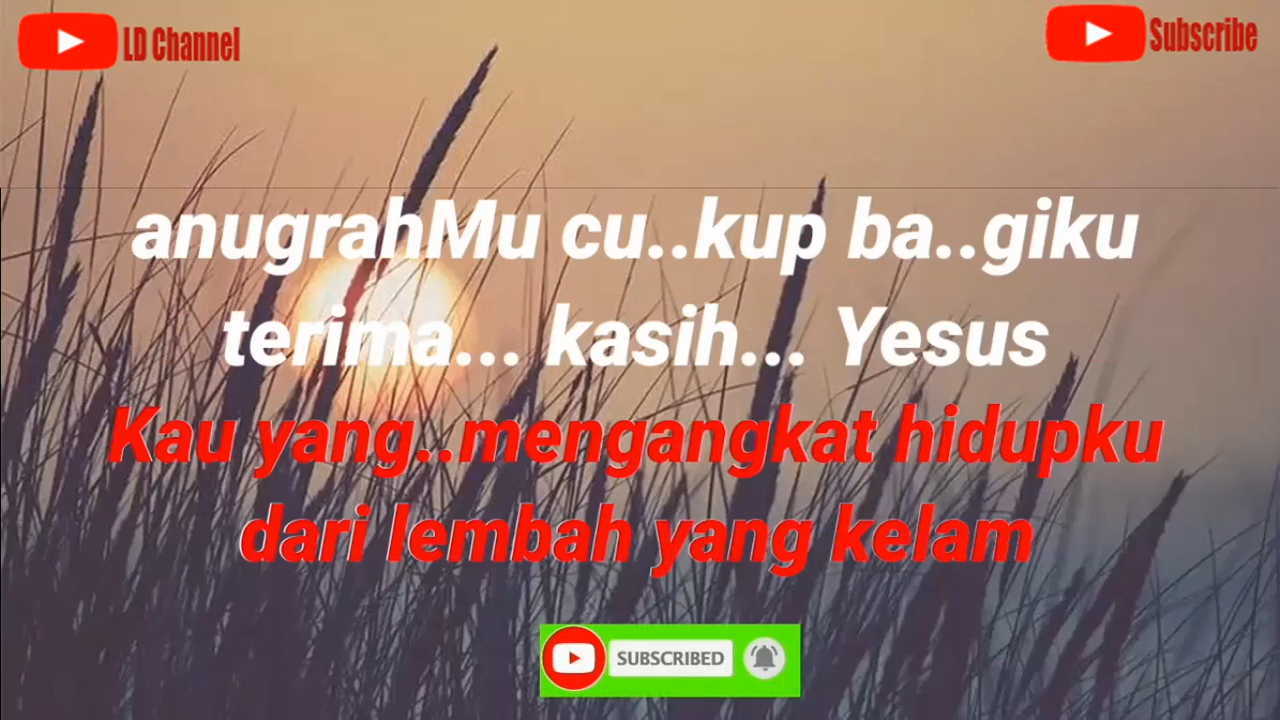 LD Channel
Subscribe
anugrahMu cu..kup ba..giku
terima... kasih... Yesus
Kau yang..mengangkat hidupku
dari lembah yang kelam
SUBSCRIBED